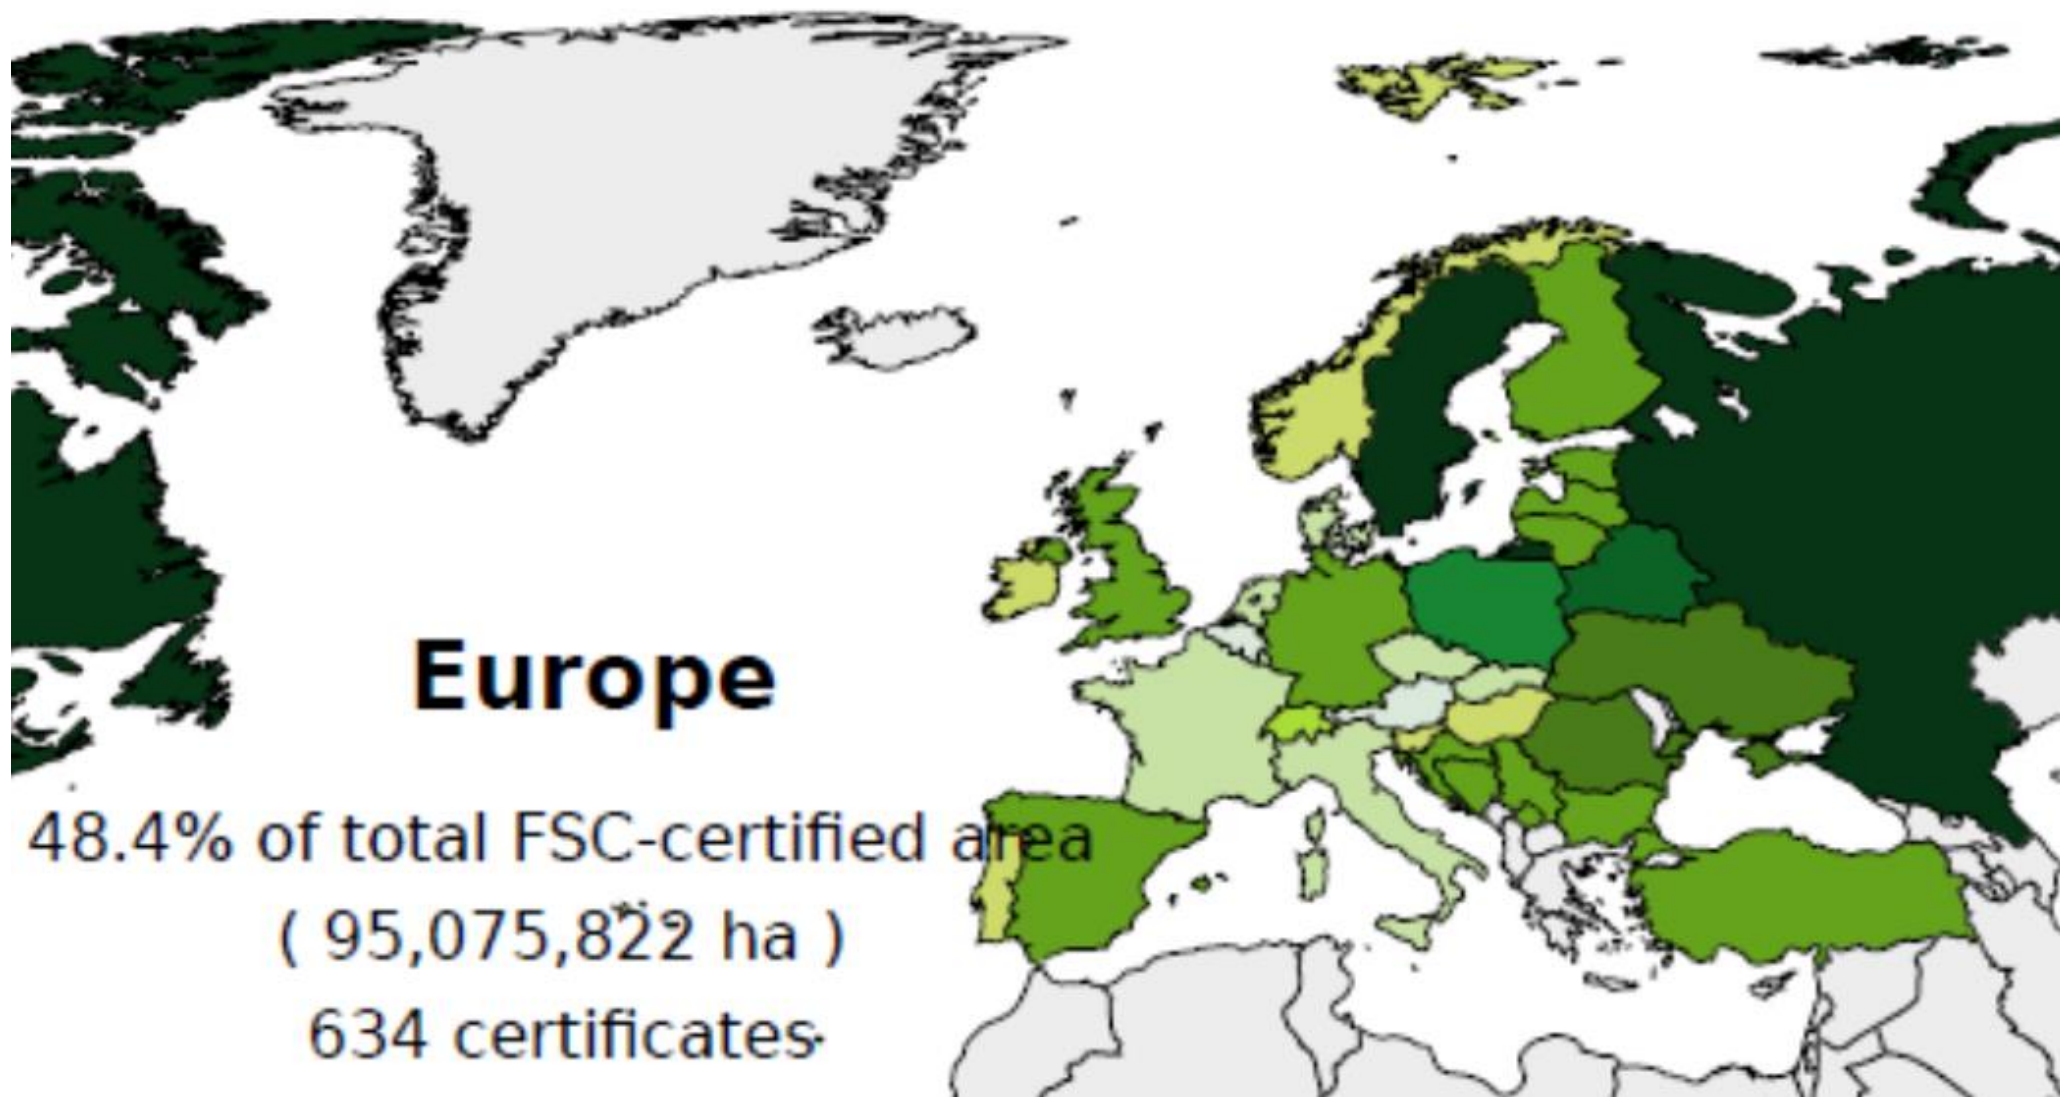 Europe
48.4% of total FSC-certified area
( 95,075,822 ha )
634 certificates